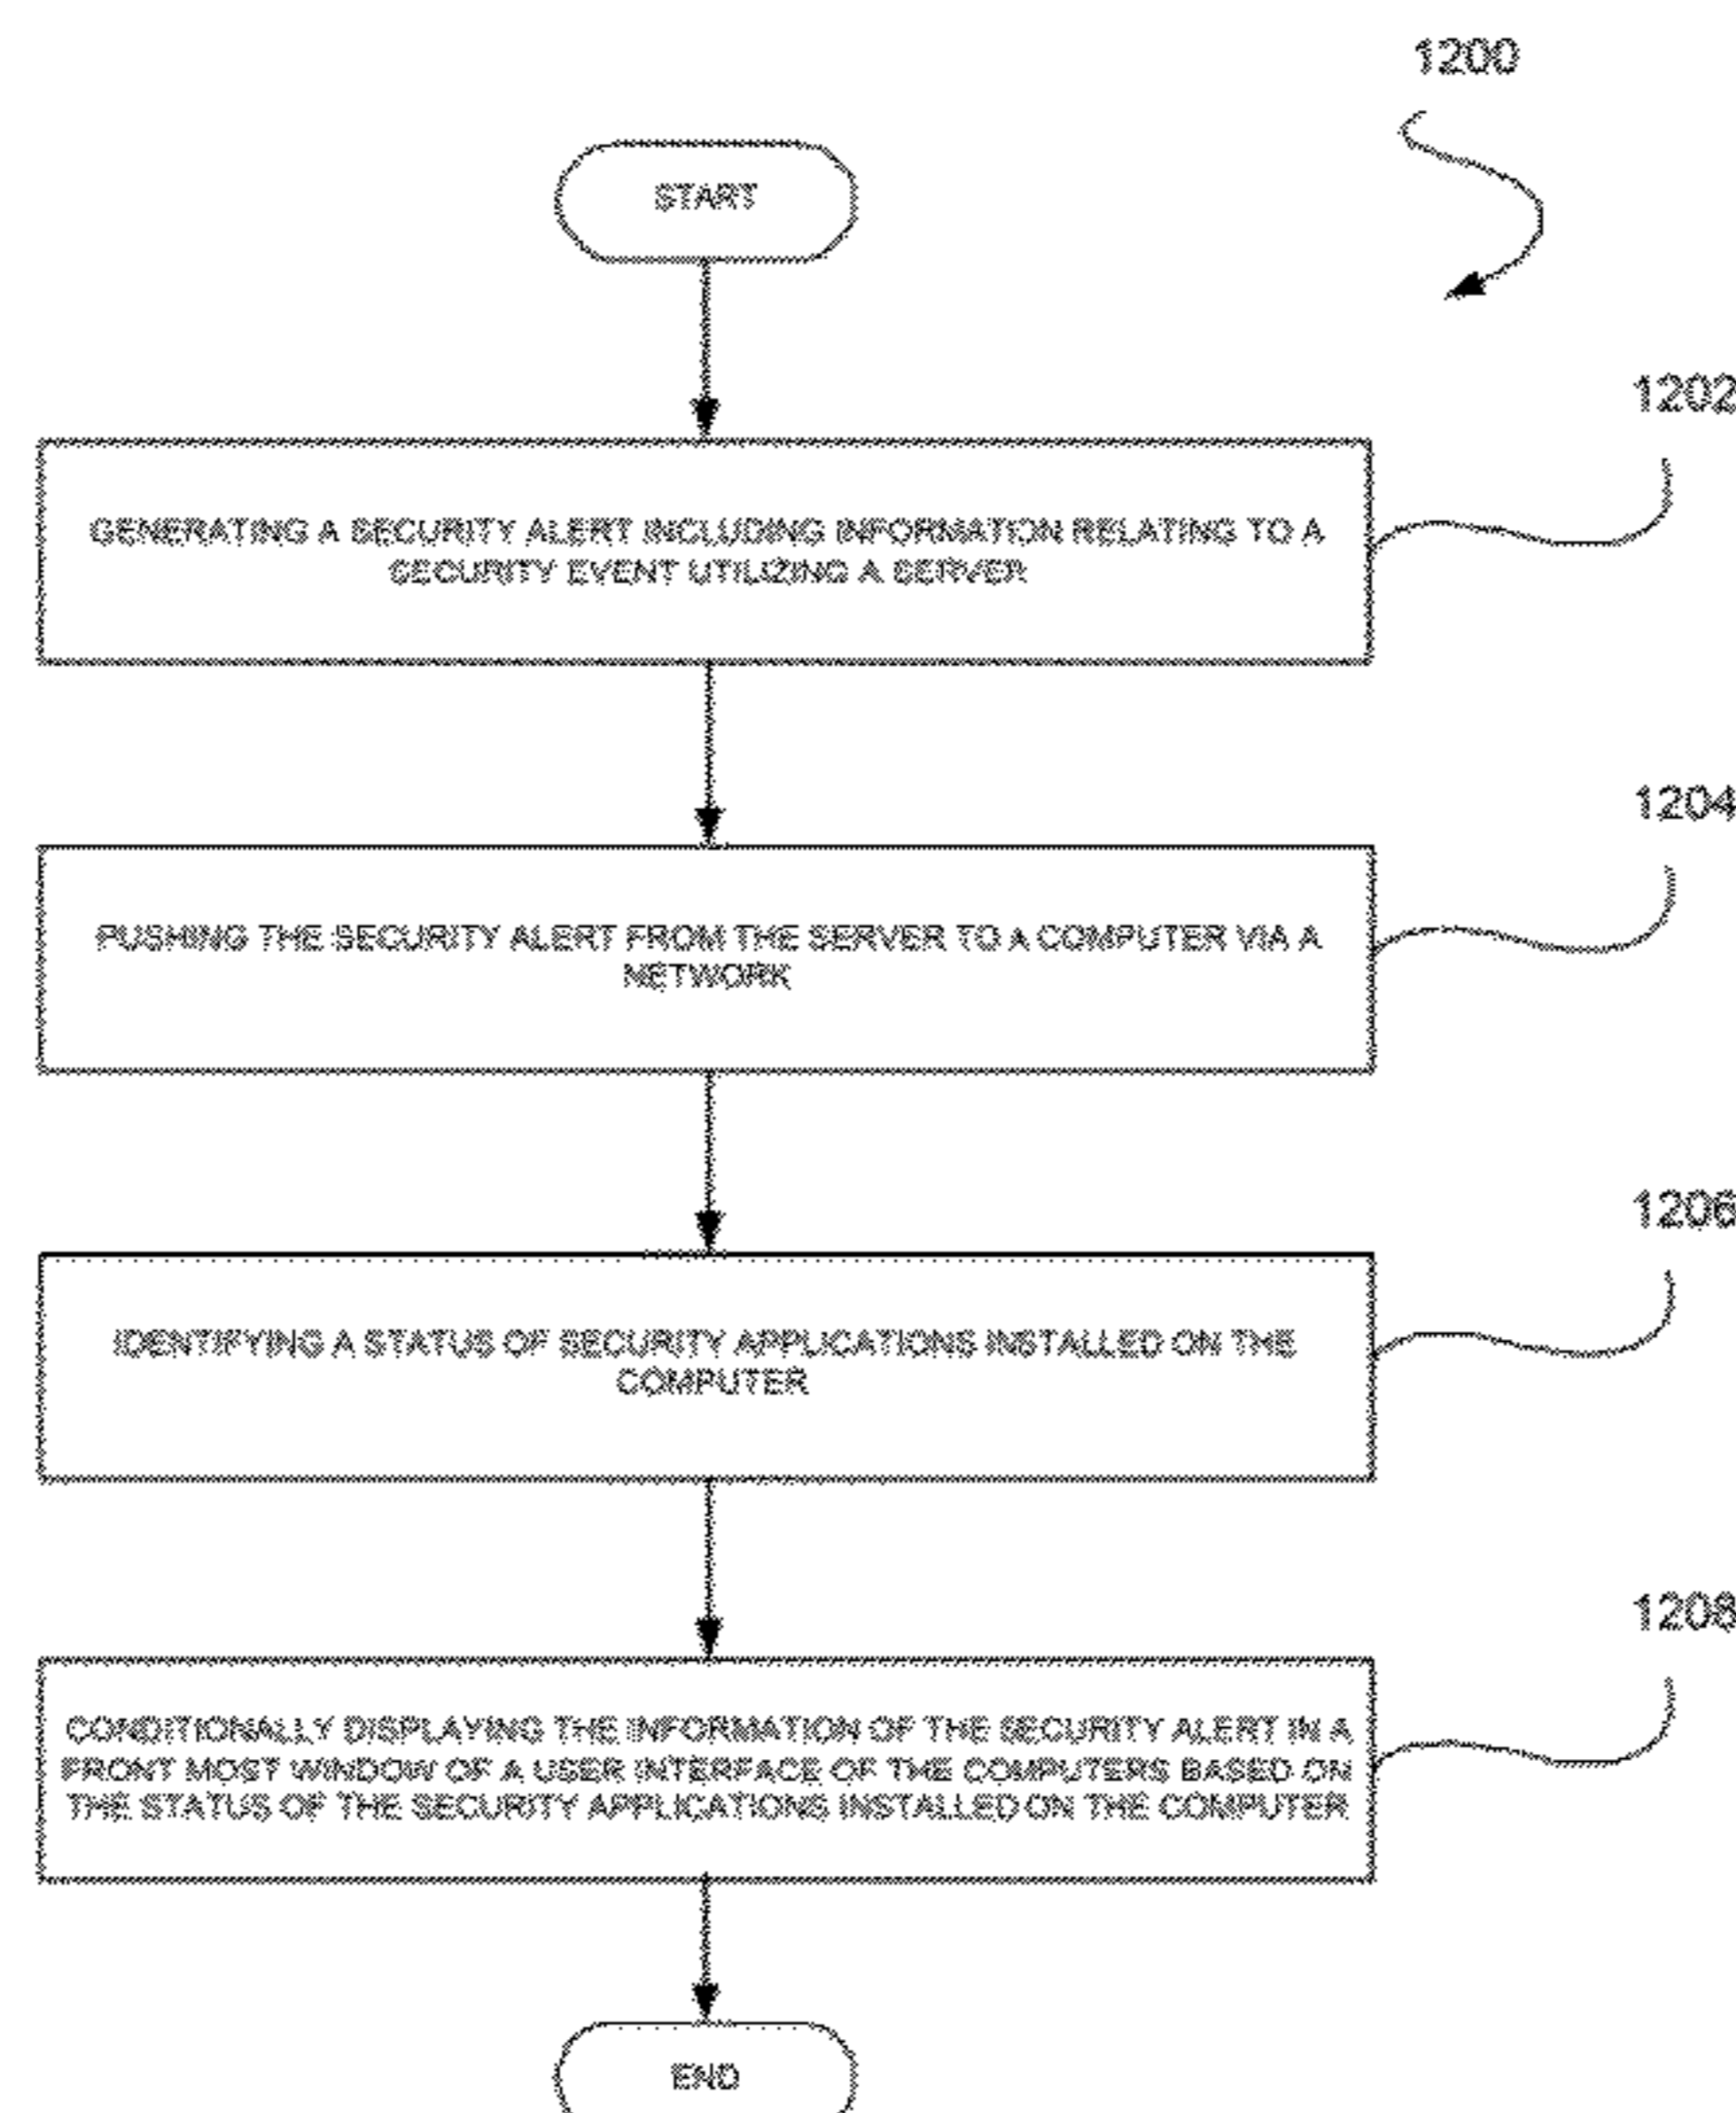 1200
START
1202
GENERATING A SECURITY ALERT INCLUDING INFORMATION RELATING TO A
SECURITY EVENT UTILIZING A SERVER
1204
PUSHING THE SECURITY ALERT FROM THE SERVER TO A COMPUTER VIA A
NETWORK
1206
IDENTIFYING A STATUS OF SECURITY APPLICATIONS INSTALLED ON THE
COMPUTER
1208
CONDITIONALLY DISPLAYING THE INFORMATION OF THE SECURITY ALERT IN A
FRONT MOST WINDOW OF A USER INTERFACE OF THE COMPUTERS BASED ON
THE STATUS OF THE SECURITY APPLICATIONS INSTALLED ON THE COMPUTER
END